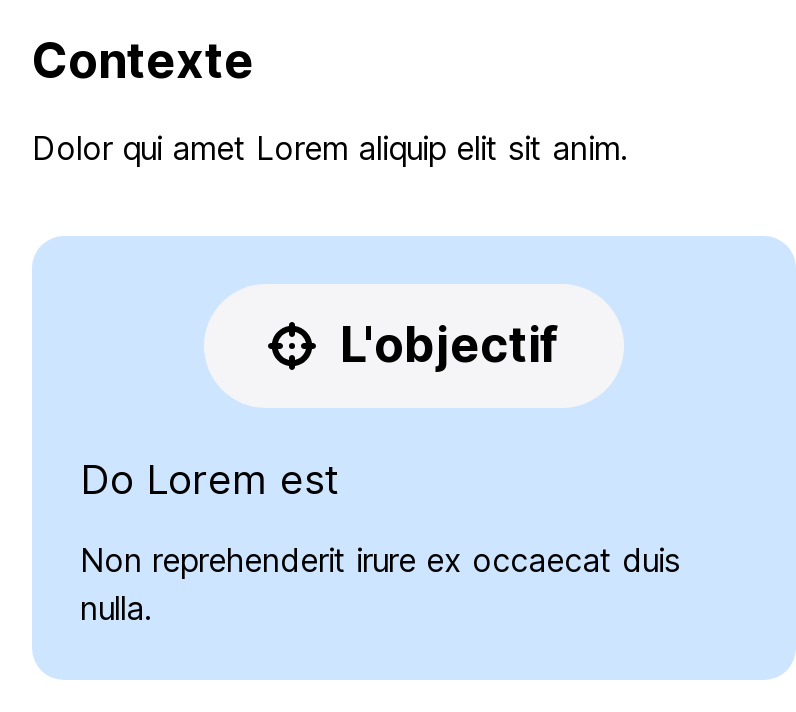 Contexte
Dolor qui amet Lorem aliquip elit sit anim.
L'objectif
Do Lorem est
Non reprehenderit irure ex occaecat duis
nulla.